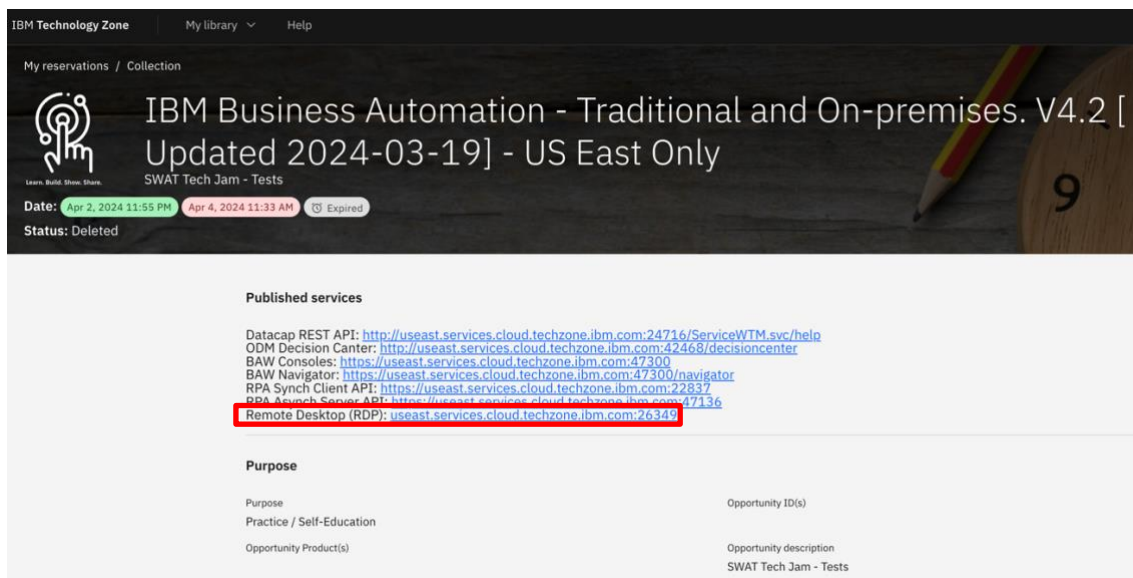 IBM Technology Zone My library Help
My reservations / Collection
IBM Business Automation - Traditional and On-premises. V4.2 [
Updated 2024-03-19] - US East Only
Learn. Build. Show. Share.
SWAT Tech Jam - Tests
Date: Apr 2, 2024 11:55 PM Apr 4, 2024 11:33 AM Expired
Status: Deleted
9
Published services
Datacap REST API: http://useast.services.cloud.techzone.ibm.com:24716/ServiceWTM.svc/help
ODM Decision Canter: http://useast.services.cloud.techzone.ibm.com:42468/decisioncenter
BAW Consoles: https://useast.services.cloud.techzone.ibm.com:47300
BAW Navigator: https://useast.services.cloud.techzone.ibm.com:47300/navigator
RPA Synch Client API: https://useast.services.cloud.techzone.ibm.com:22837
RPA Asynch Server API: https://useast.services.cloud.techzone.ibm.com:47136
Remote Desktop (RDP): useast.services.cloud.techzone.ibm.com:26349
Purpose
Purpose Opportunity ID(s)
Practice / Self-Education
Opportunity Product(s) Opportunity description
SWAT Tech Jam - Tests